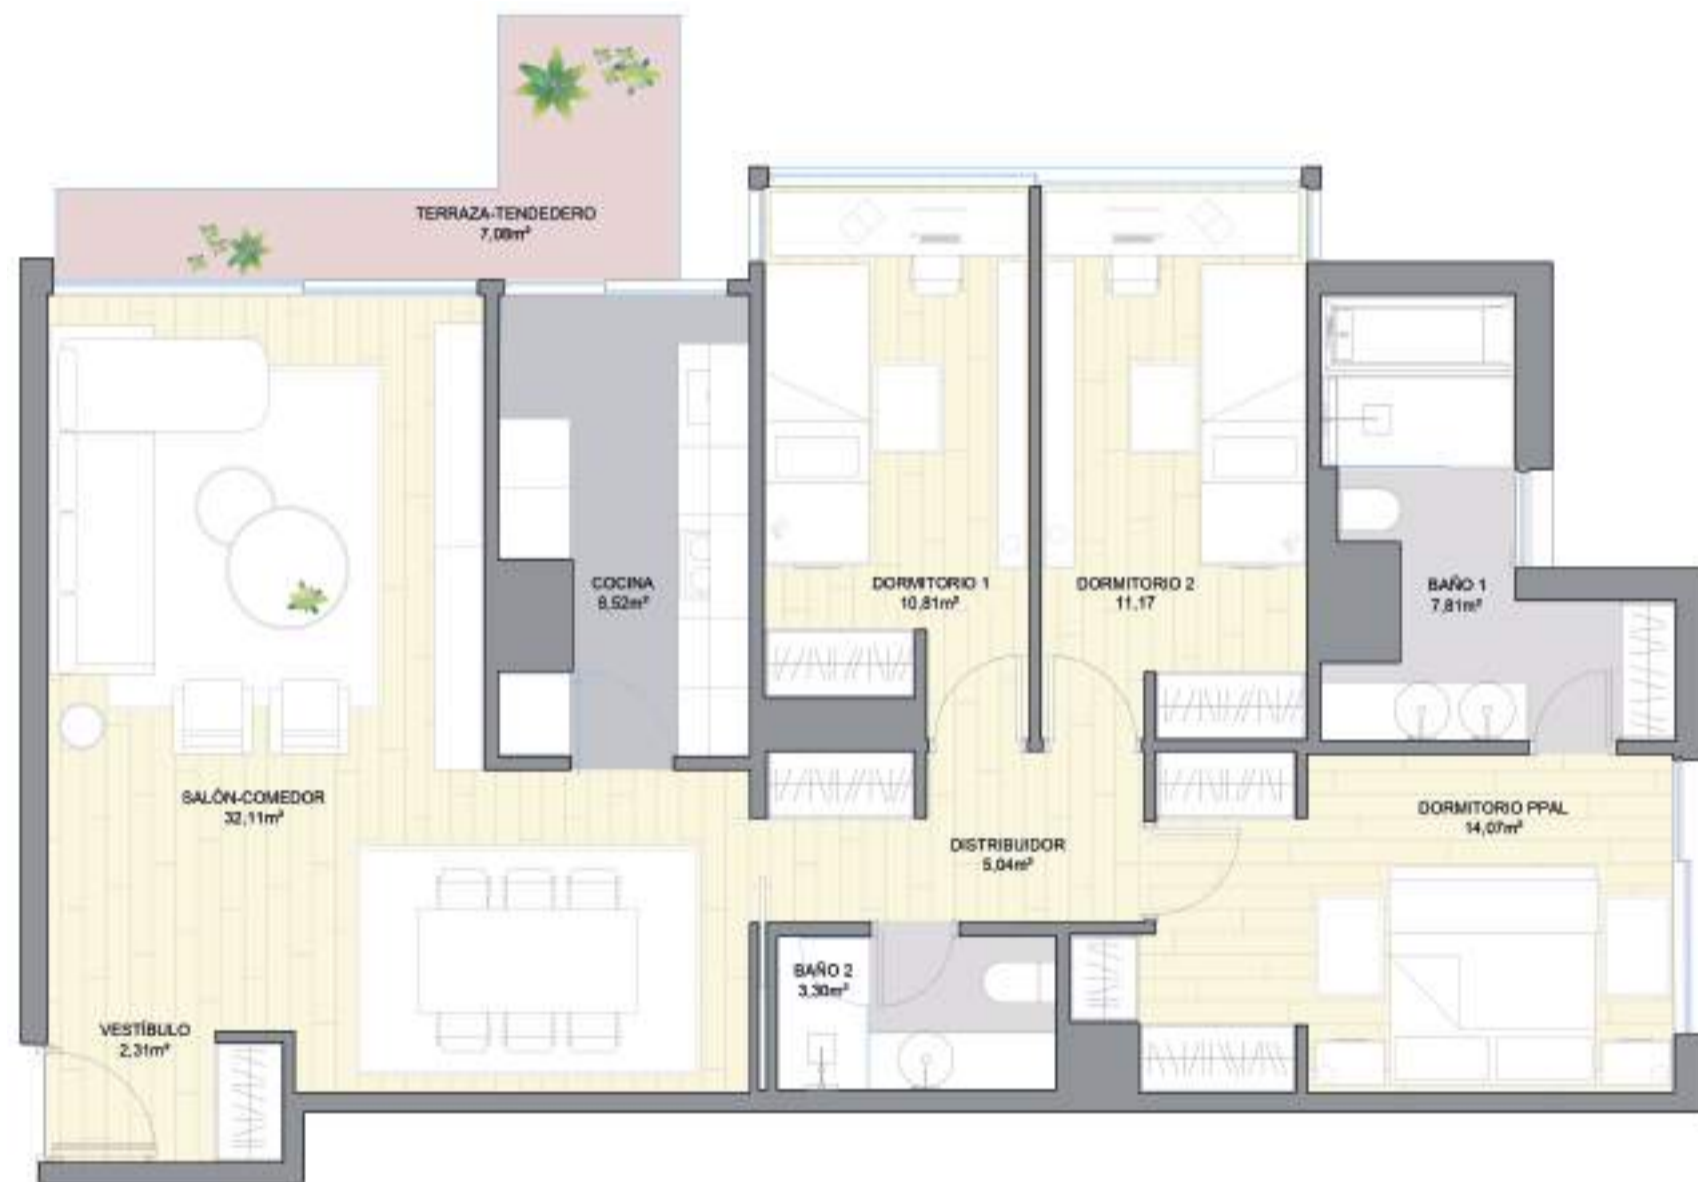 TERRAZA-TENDEDERO
7,08m²
COCINA
8,52m²
DORMITORIO 1
10,81m²
DORMITORIO 2
11,17
BAÑO 1
7,81m²
SALÓN-COMEDOR
32,11m²
DORMITORIO PPAL
14,07m²
DISTRIBUIDOR
5,04m²
BAÑO 2
3,30m²
VESTÍBULO
2,31m²